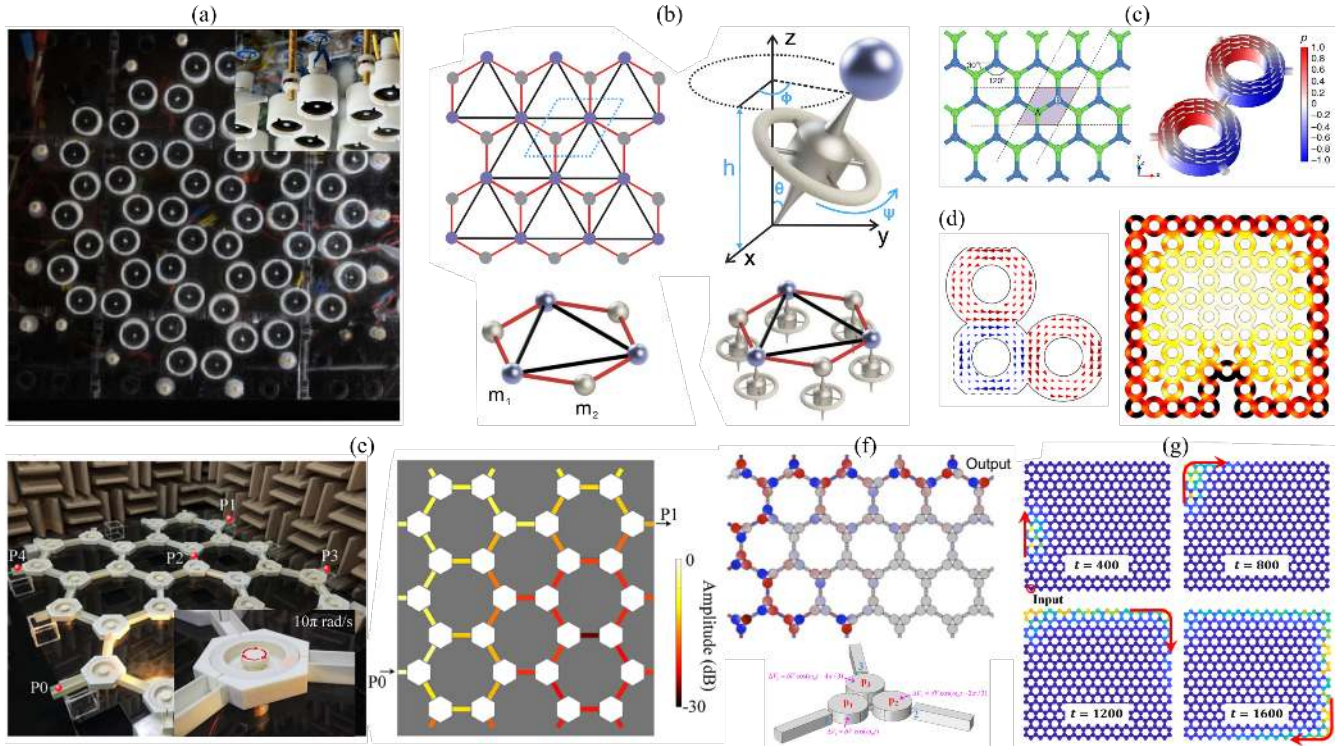 (a)
(b)
z
ϕ
h
θ
ψ
y
x
m₁
m₂
(c)
30°
120°
p
1.0
0.8
0.6
0.4
0.2
0
-0.2
-0.4
-0.6
-0.8
-1.0
(d)
(e)
P1
P4
P2
P3
P0
10π rad/s
P1
P0
0
Amplitude (dB)
-30
(f)
Output
p₃
p₁
p₂
(g)
t = 400
t = 800
Input
t = 1200
t = 1600